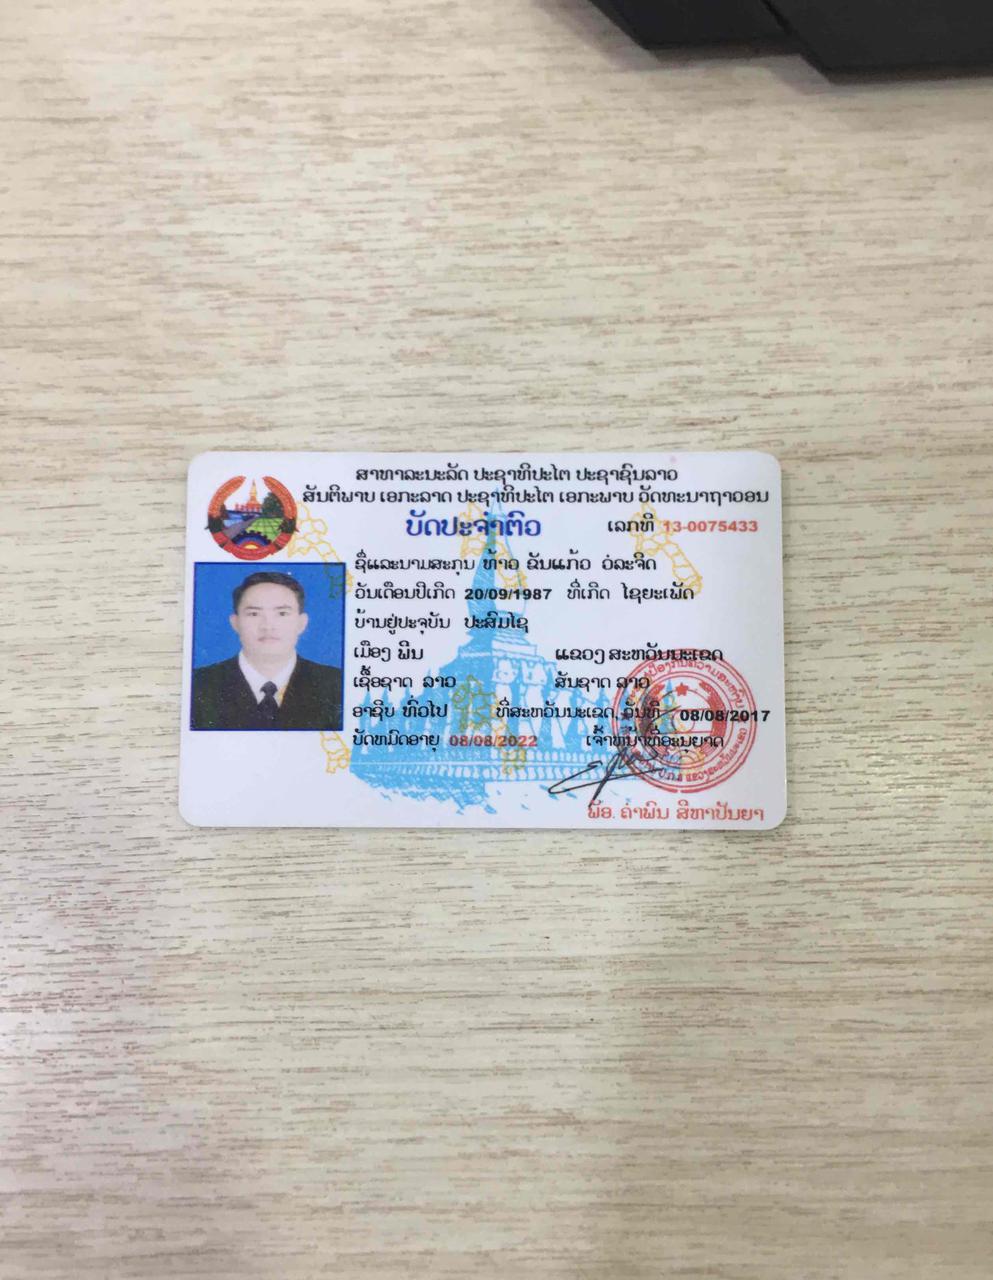 ສາທາລະນະລັດ ປະຊາທິປະໄຕ ປະຊາຊົນລາວ
ສັນຕິພາບ ເອກະລາດ ປະຊາທິປະໄຕ ເອກະພາບ ວັດທະນາຖາວອນ
ບັດປະຈຳຕົວ ເລກທີ 13-0075433
ຊື່ແລະນາມສະກຸນ ທ້າວ ຂັນແກ້ວ ວໍລະຈິດ
ວັນເດືອນປີເກີດ 20/09/1987 ທີ່ເກີດ ໄຊຍະເພັດ
ບ້ານຢູ່ປະຈຸບັນ ປະສົມໄຊ
ເມືອງ ພີນ ແຂວງ ສະຫວັນນະເຂດ
ເຊື້ອຊາດ ລາວ ສັນຊາດ ລາວ
ອາຊີບ ທົ່ວໄປ ທີ່ສະຫວັນນະເຂດ, ວັນທີ 08/08/2017
ບັດຫມົດອາຍຸ 08/08/2022 ເຈົ້າຫນ້າທີ່ອະນຸຍາດ
ພັອ. ຄຳພົນ ສີຫາປັນຍາ